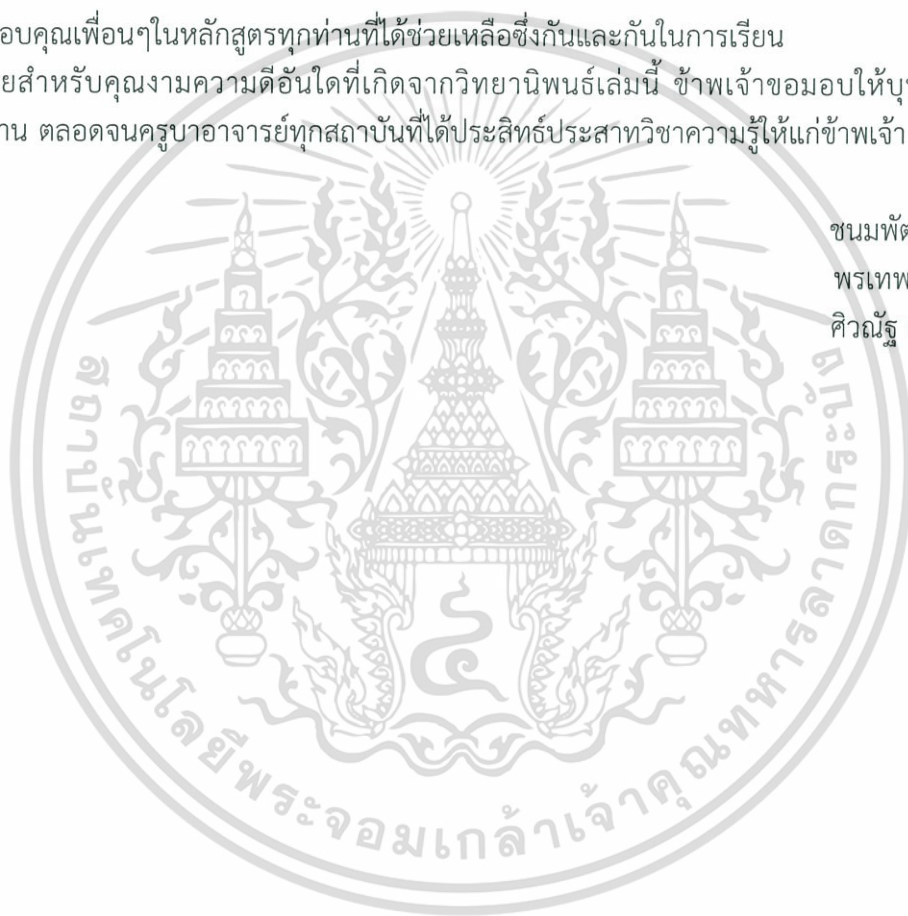 อบคุณเพื่อนๆในหลักสูตรทุกท่านที่ได้ช่วยเหลือซึ่งกันและกันในการเรียน
ยสำหรับคุณงามความดีอันใดที่เกิดจากวิทยานิพนธ์เล่มนี้ ข้าพเจ้าขอมอบให้บุ
าน ตลอดจนครูบาอาจารย์ทุกสถาบันที่ได้ประสิทธ์ประสาทวิชาความรู้ให้แก่ข้าพเจ้า
ชนมพัต
พรเทพ
ศิวณัฐ
สถาบันเทคโนโลยีพระจอมเกล้าเจ้าคุณทหารลาดกระบัง
๔